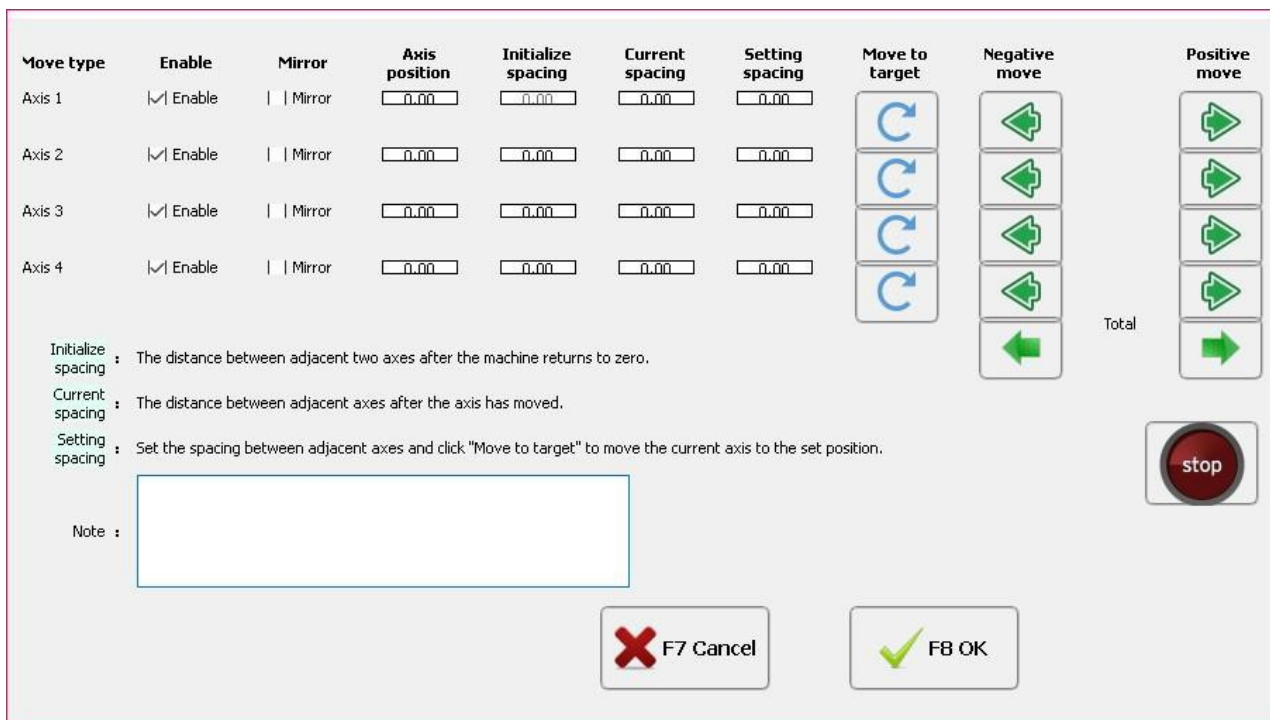 Move type Enable Mirror Axis position Initialize spacing Current spacing Setting spacing Move to target Negative move Positive move
Axis 1 Enable Mirror 0.00 0.00 0.00 0.00
Axis 2 Enable Mirror 0.00 0.00 0.00 0.00
Axis 3 Enable Mirror 0.00 0.00 0.00 0.00
Axis 4 Enable Mirror 0.00 0.00 0.00 0.00
Total
Initialize spacing : The distance between adjacent two axes after the machine returns to zero.
Current spacing : The distance between adjacent axes after the axis has moved.
Setting spacing : Set the spacing between adjacent axes and click "Move to target" to move the current axis to the set position.
stop
Note :
F7 Cancel F8 OK